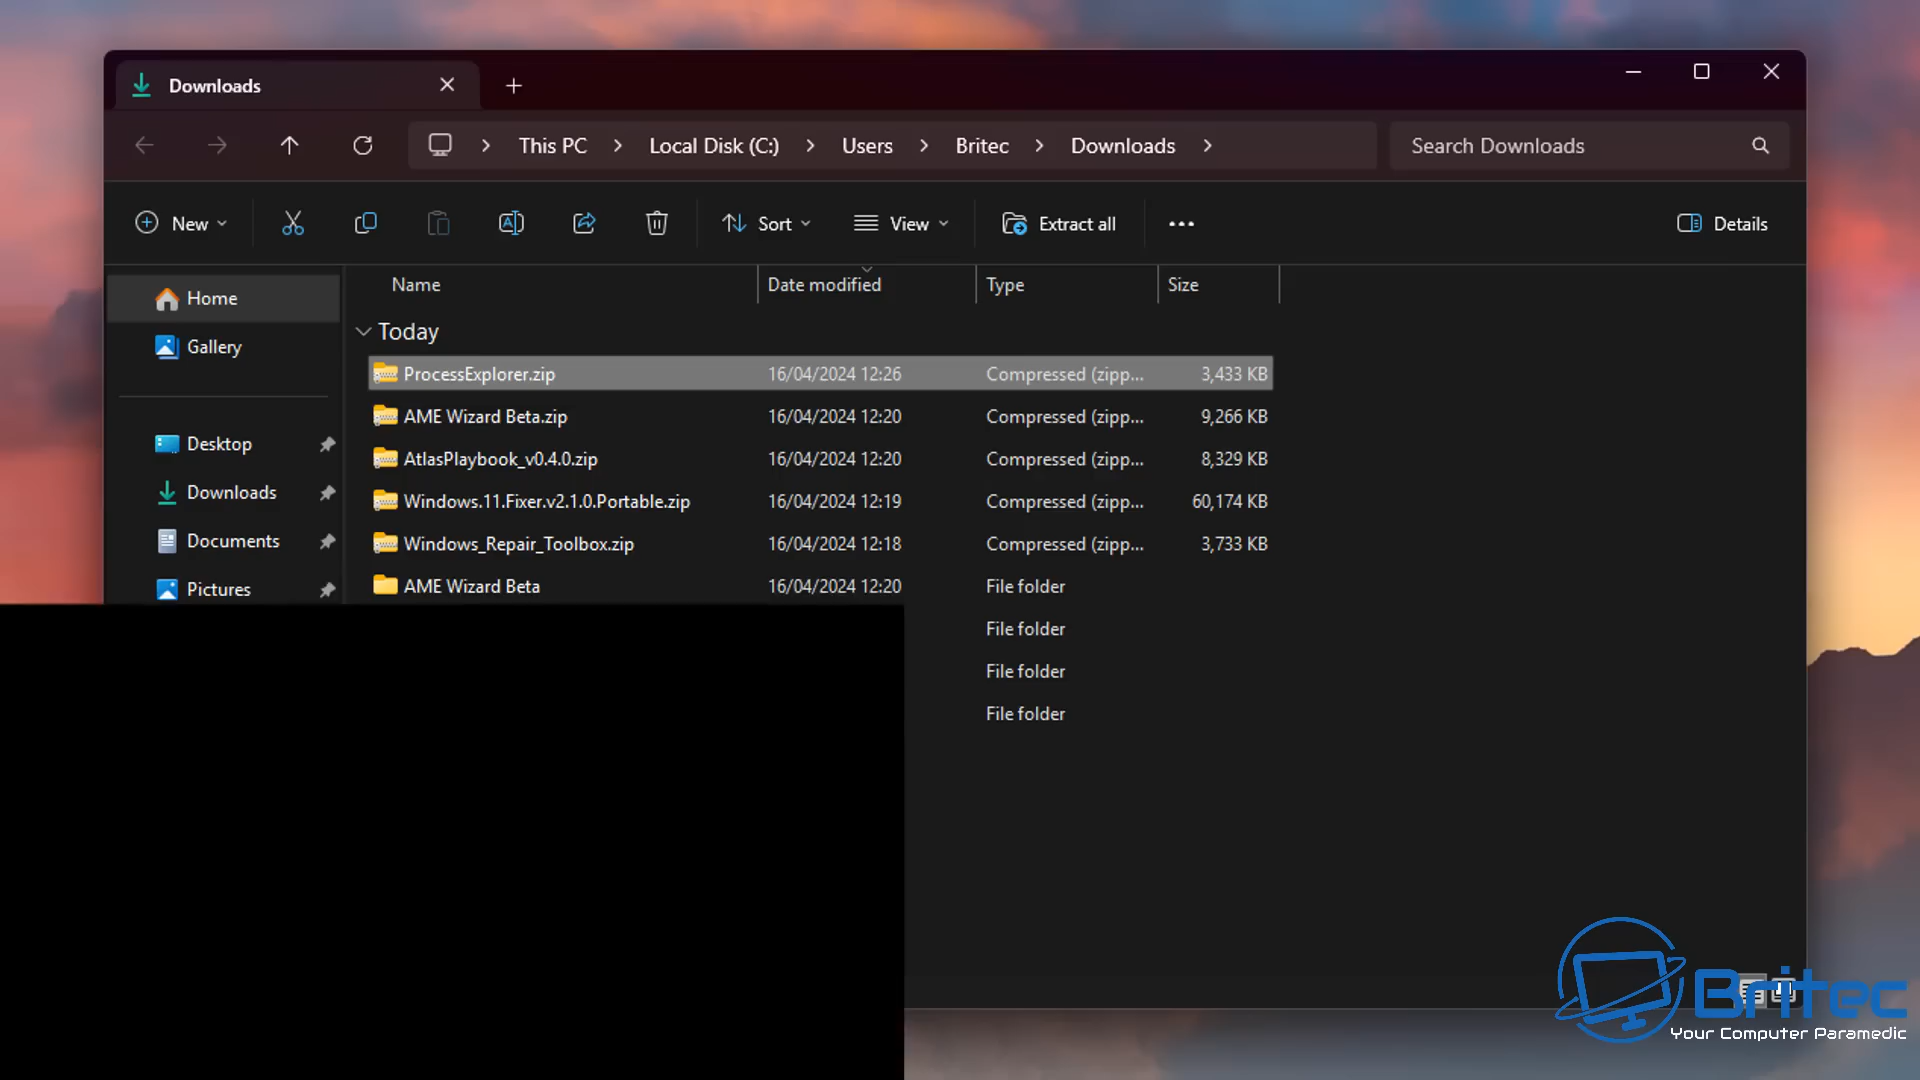 Downloads
This PC > Local Disk (C:) > Users > Britec > Downloads >
Search Downloads
New
Sort
View
Extract all
Details
Name Date modified Type Size
Home
Gallery
Desktop
Downloads
Documents
Pictures
Today
ProcessExplorer.zip 16/04/2024 12:26 Compressed (zipp... 3,433 KB
AME Wizard Beta.zip 16/04/2024 12:20 Compressed (zipp... 9,266 KB
AtlasPlaybook_v0.4.0.zip 16/04/2024 12:20 Compressed (zipp... 8,329 KB
Windows.11.Fixer.v2.1.0.Portable.zip 16/04/2024 12:19 Compressed (zipp... 60,174 KB
Windows_Repair_Toolbox.zip 16/04/2024 12:18 Compressed (zipp... 3,733 KB
AME Wizard Beta 16/04/2024 12:20 File folder
File folder
File folder
File folder
Britec
Your Computer Paramedic